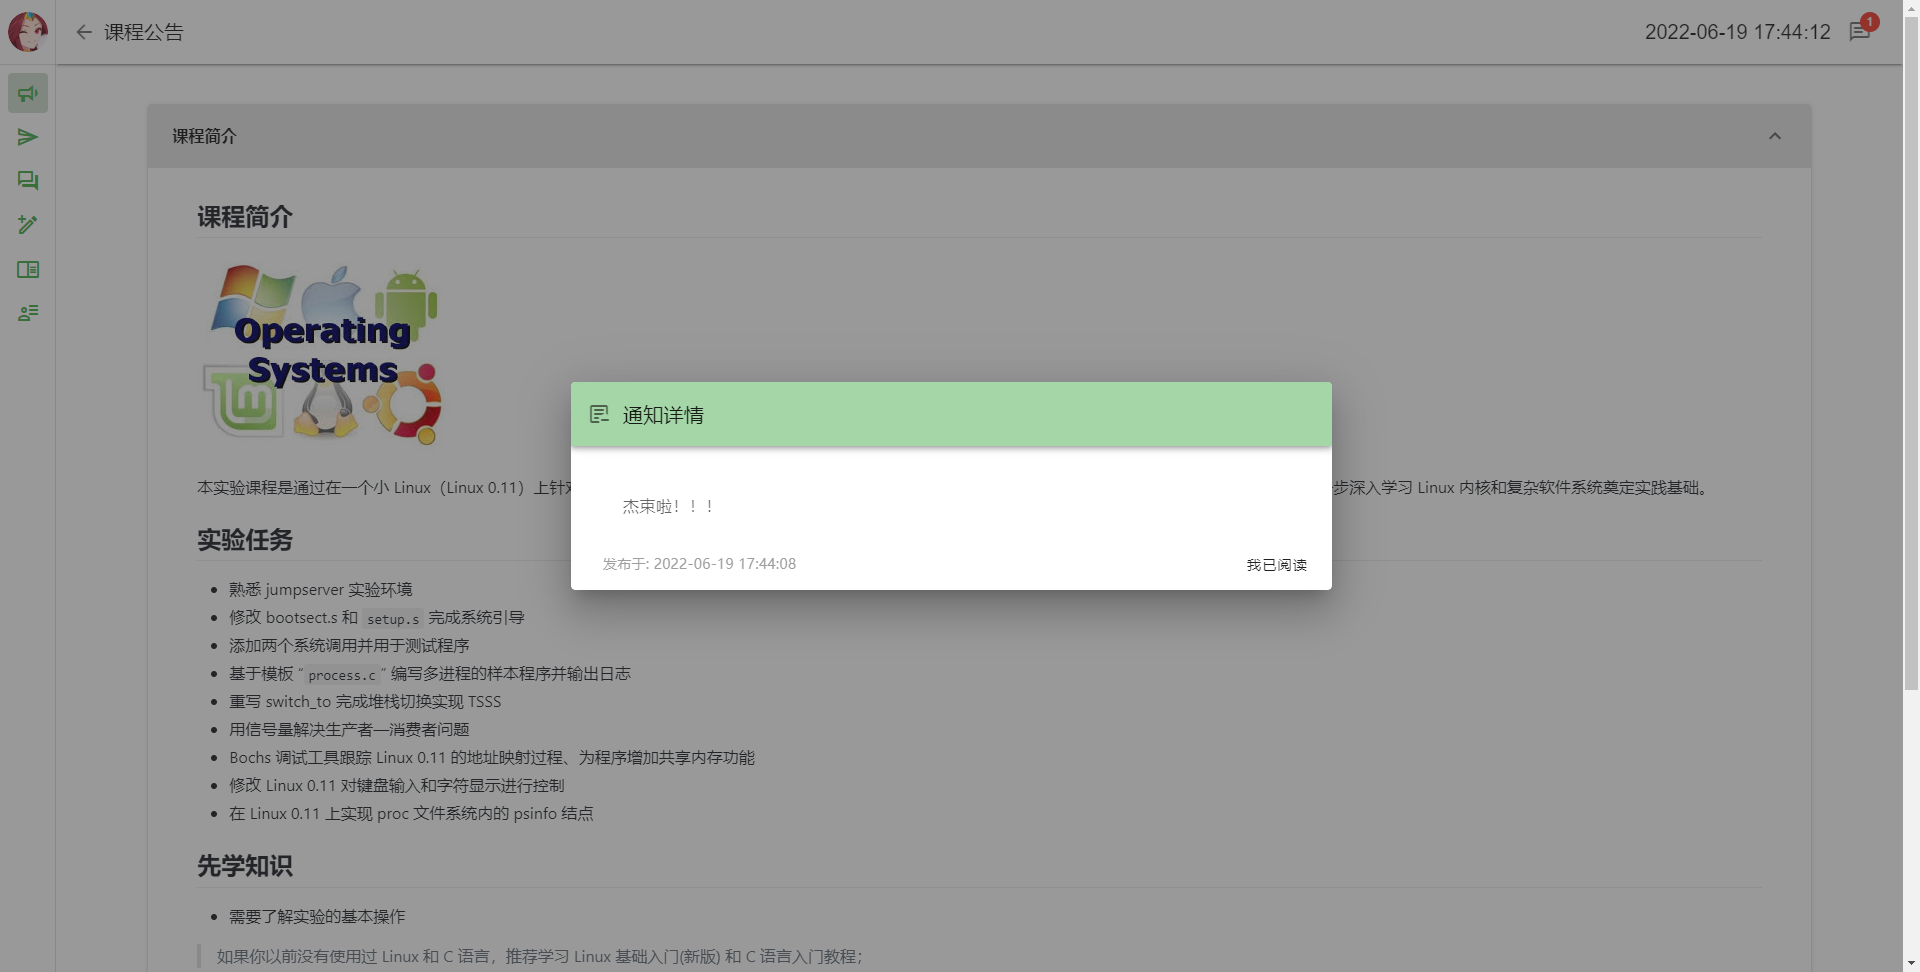 课程公告
2022-06-19 17:44:12
1
课程简介
课程简介
Operating
Systems
本实验课程是通过在一个小 Linux（Linux 0.11）上针
步深入学习 Linux 内核和复杂软件系统奠定实践基础。
通知详情
杰束啦！！！
发布于: 2022-06-19 17:44:08
我已阅读
实验任务
熟悉 jumpserver 实验环境
修改 bootsect.s 和 setup.s 完成系统引导
添加两个系统调用并用于测试程序
基于模板 “process.c” 编写多进程的样本程序并输出日志
重写 switch_to 完成堆栈切换实现 TSSS
用信号量解决生产者—消费者问题
Bochs 调试工具跟踪 Linux 0.11 的地址映射过程、为程序增加共享内存功能
修改 Linux 0.11 对键盘输入和字符显示进行控制
在 Linux 0.11 上实现 proc 文件系统内的 psinfo 结点
先学知识
需要了解实验的基本操作
如果你以前没有使用过 Linux 和 C 语言，推荐学习 Linux 基础入门(新版) 和 C 语言入门教程；